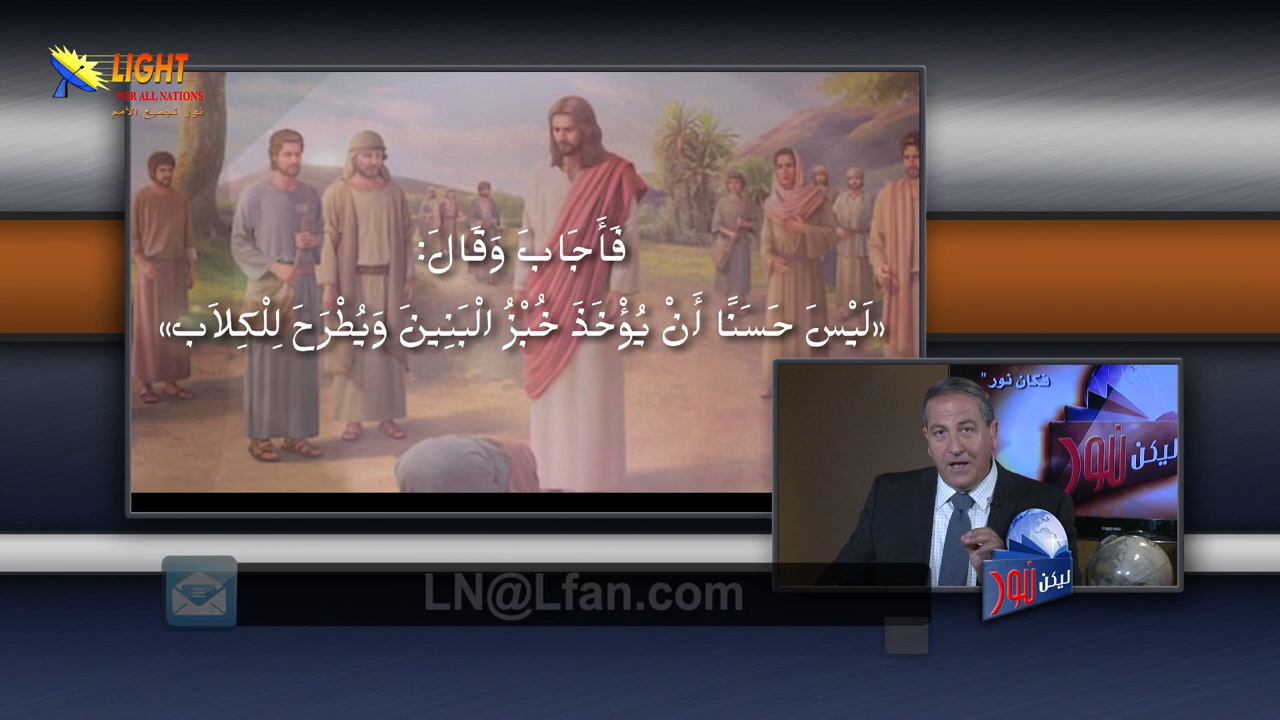 LIGHT
FOR ALL NATIONS
نور لجميع الأمم
فَأَجَابَ وَقَالَ:
«لَيْسَ حَسَنًا أَنْ يُؤْخَذَ خُبْزُ الْبَنِينَ وَيُطْرَحَ لِلْكِلاَبِ»
فكان نور"
ليكن نور
SAMSUNG
ليكن نور
LN@Lfan.com